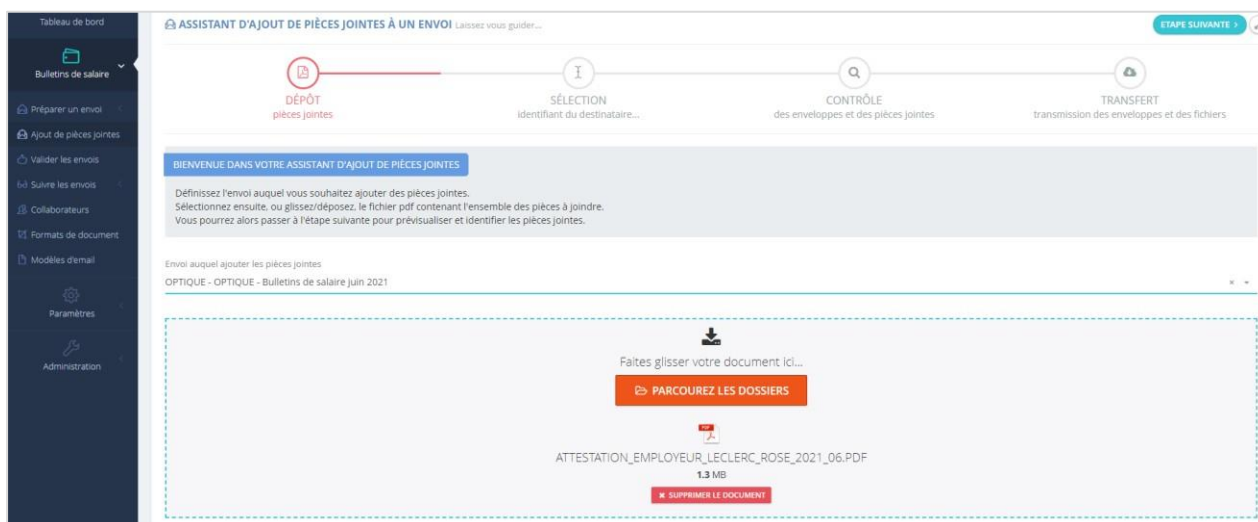 Tableau de bord
Bulletins de salaire
Préparer un envoi
Ajout de pièces jointes
Valider les envois
Suivre les envois
Collaborateurs
Formats de document
Modèles d'email
Paramètres
Administration
ASSISTANT D'AJOUT DE PIÈCES JOINTES À UN ENVOI Laissez vous guider...
ETAPE SUIVANTE >
DÉPÔT
pièces jointes
SÉLECTION
identifiant du destinataire...
CONTRÔLE
des enveloppes et des pièces jointes
TRANSFERT
transmission des enveloppes et des fichiers
BIENVENUE DANS VOTRE ASSISTANT D'AJOUT DE PIÈCES JOINTES
Définissez l'envoi auquel vous souhaitez ajouter des pièces jointes.
Sélectionnez ensuite, ou glissez/déposez, le fichier pdf contenant l'ensemble des pièces à joindre.
Vous pourrez alors passer à l'étape suivante pour prévisualiser et identifier les pièces jointes.
Envoi auquel ajouter les pièces jointes
OPTIQUE - OPTIQUE - Bulletins de salaire juin 2021
Faites glisser votre document ici...
PARCOUREZ LES DOSSIERS
PDF
ATTESTATION_EMPLOYEUR_LECLERC_ROSE_2021_06.PDF
1.3 MB
SUPPRIMER LE DOCUMENT